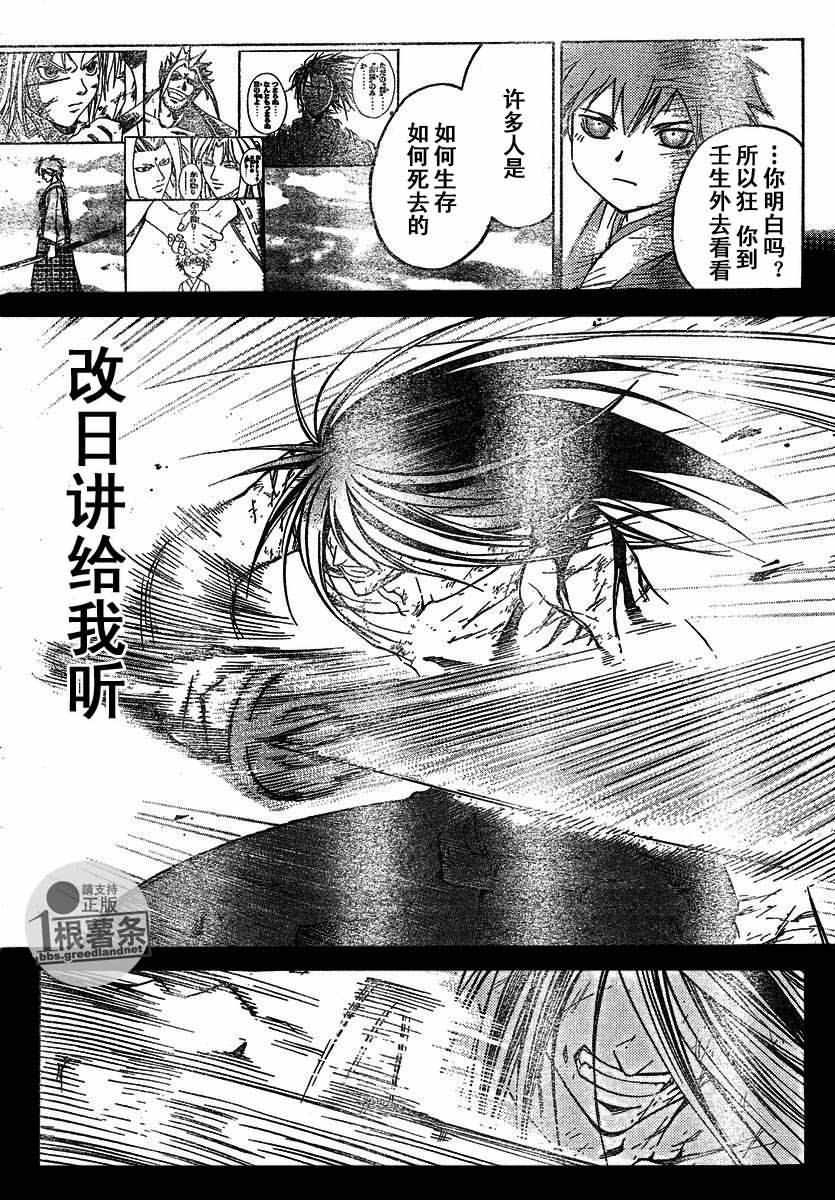 …你明白吗？
所以狂 你到
壬生外去看看
许多人是
如何生存
如何死去的
改日讲给我听
請支持
正版
1根薯条
bbs.greedland.net